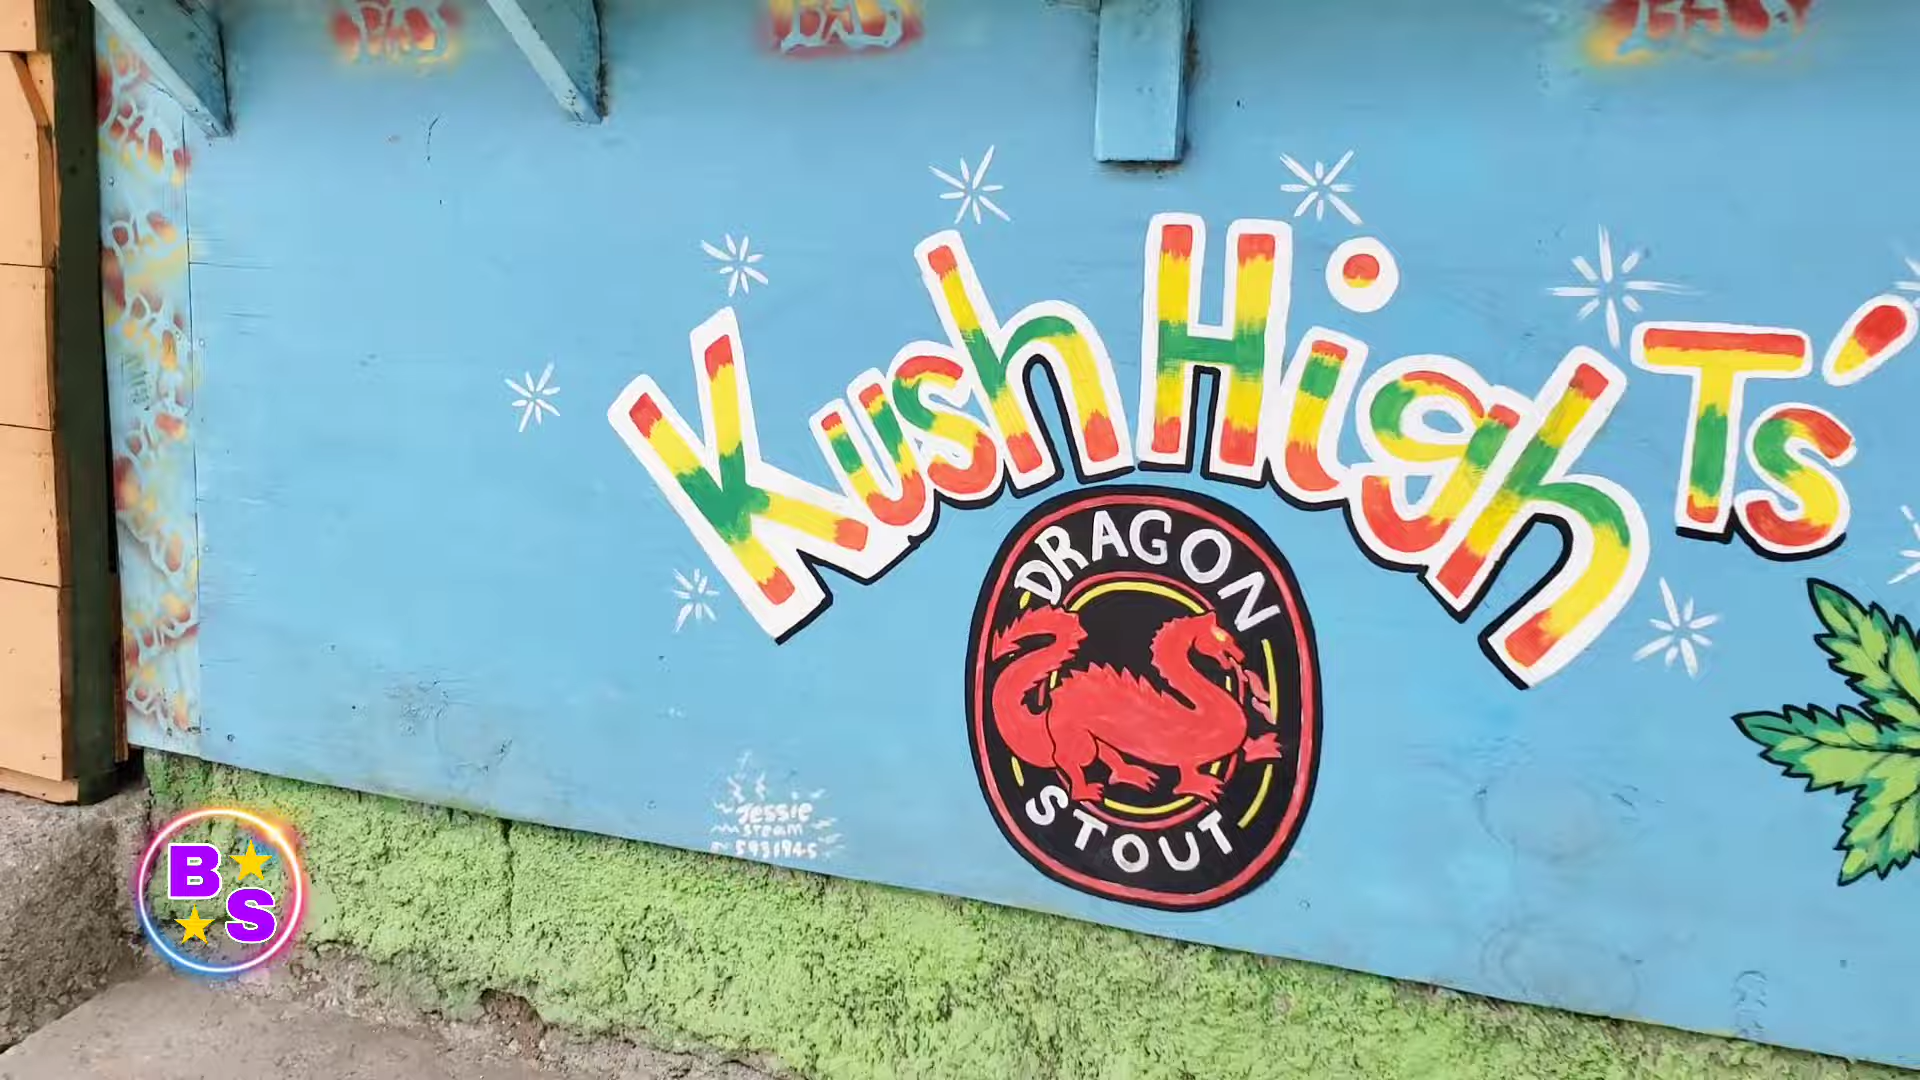 Kush High Ts'
DRAGON
STOUT
Jessie
stream
5931945
B
S